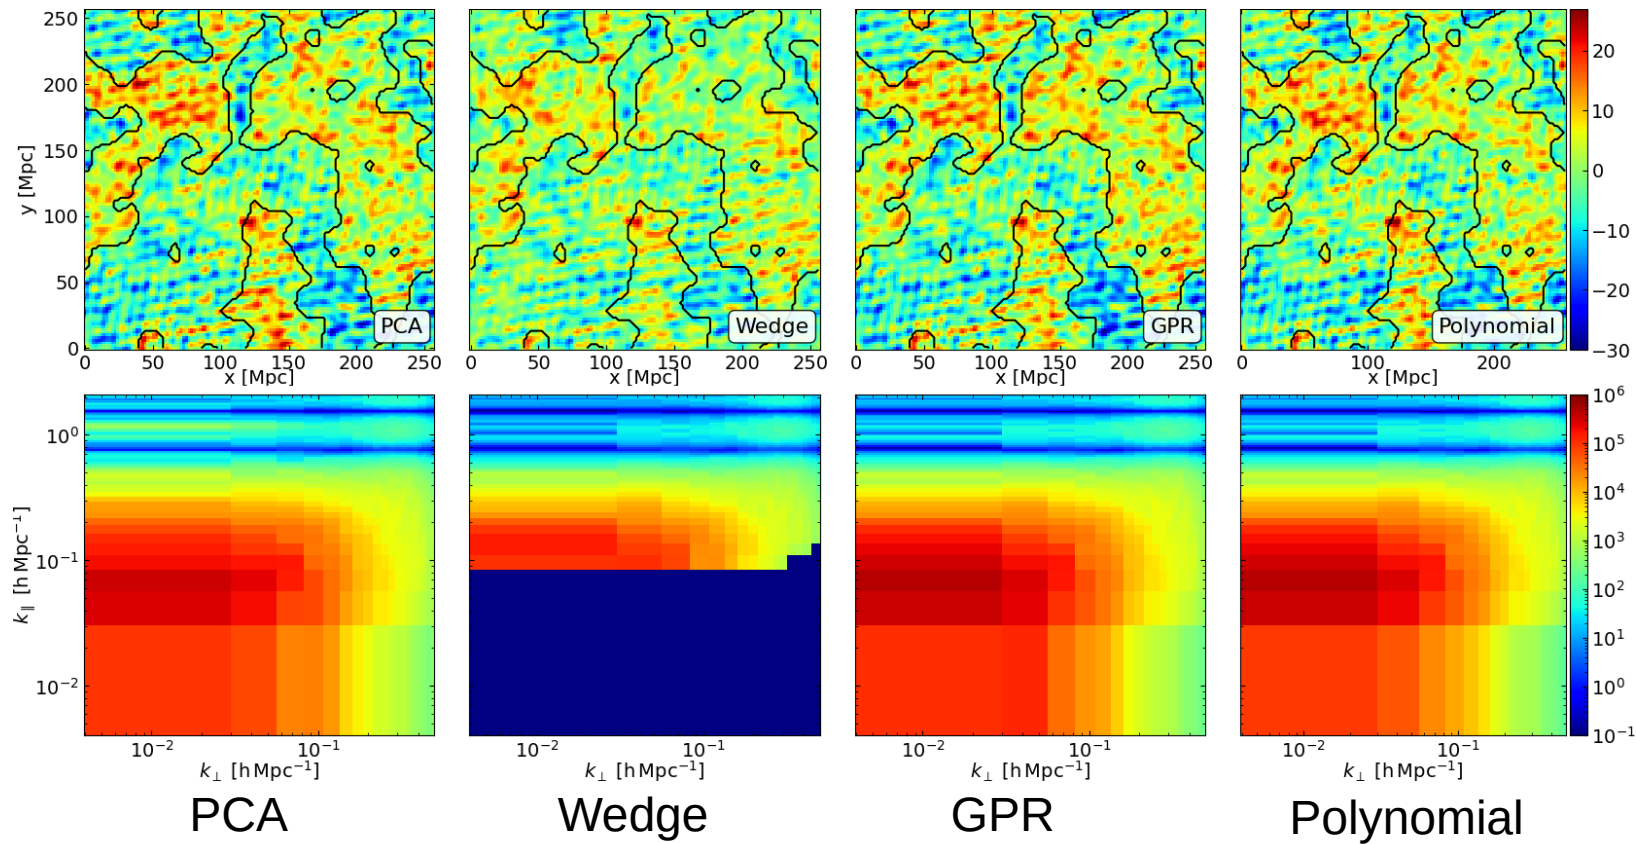 250
200
150
100
50
0
y [Mpc]
PCA
Wedge
GPR
Polynomial
20
10
0
−10
−20
−30
0 50 100 150 200 250
0 50 100 150 200 250
0 50 100 150 200 250
0 100 200
x [Mpc]
x [Mpc]
x [Mpc]
x [Mpc]
10⁰
10⁻¹
10⁻²
k∥ [h Mpc⁻¹]
10⁶
10⁵
10⁴
10³
10²
10¹
10⁰
10⁻¹
10⁻² 10⁻¹
10⁻² 10⁻¹
10⁻² 10⁻¹
10⁻² 10⁻¹
k⊥ [h Mpc⁻¹]
k⊥ [h Mpc⁻¹]
k⊥ [h Mpc⁻¹]
k⊥ [h Mpc⁻¹]
PCA
Wedge
GPR
Polynomial